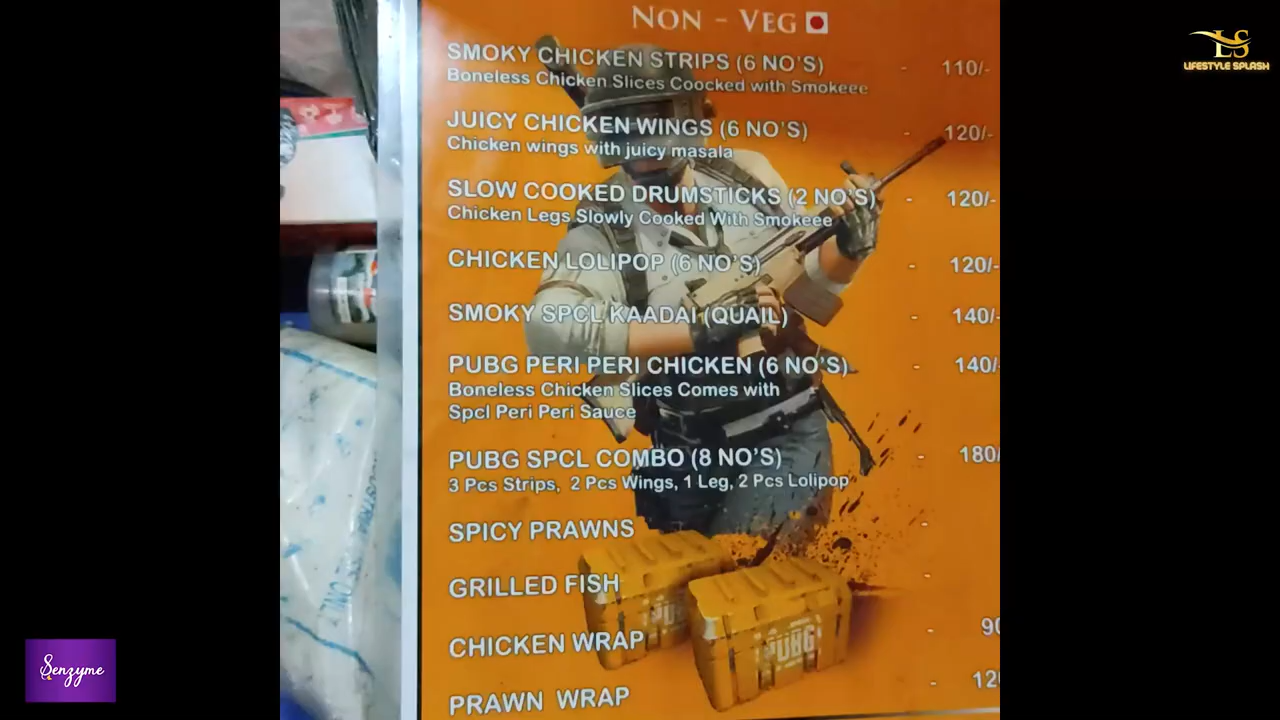 NON - VEG
SMOKY CHICKEN STRIPS (6 NO'S) - 110/-
Boneless Chicken Slices Coocked with Smokeee
JUICY CHICKEN WINGS (6 NO'S) - 120/-
Chicken wings with juicy masala
SLOW COOKED DRUMSTICKS (2 NO'S) - 120/-
Chicken Legs Slowly Cooked With Smokeee
CHICKEN LOLIPOP (6 NO'S) - 120/-
SMOKY SPCL KAADAI (QUAIL) - 140/-
PUBG PERI PERI CHICKEN (6 NO'S) - 140/-
Boneless Chicken Slices Comes with
Spcl Peri Peri Sauce
PUBG SPCL COMBO (8 NO'S) - 180/
3 Pcs Strips, 2 Pcs Wings, 1 Leg, 2 Pcs Lolipop
SPICY PRAWNS -
GRILLED FISH -
CHICKEN WRAP - 90
PRAWN WRAP - 12
PUBG
LS
LIFESTYLE SPLASH
Senzyme